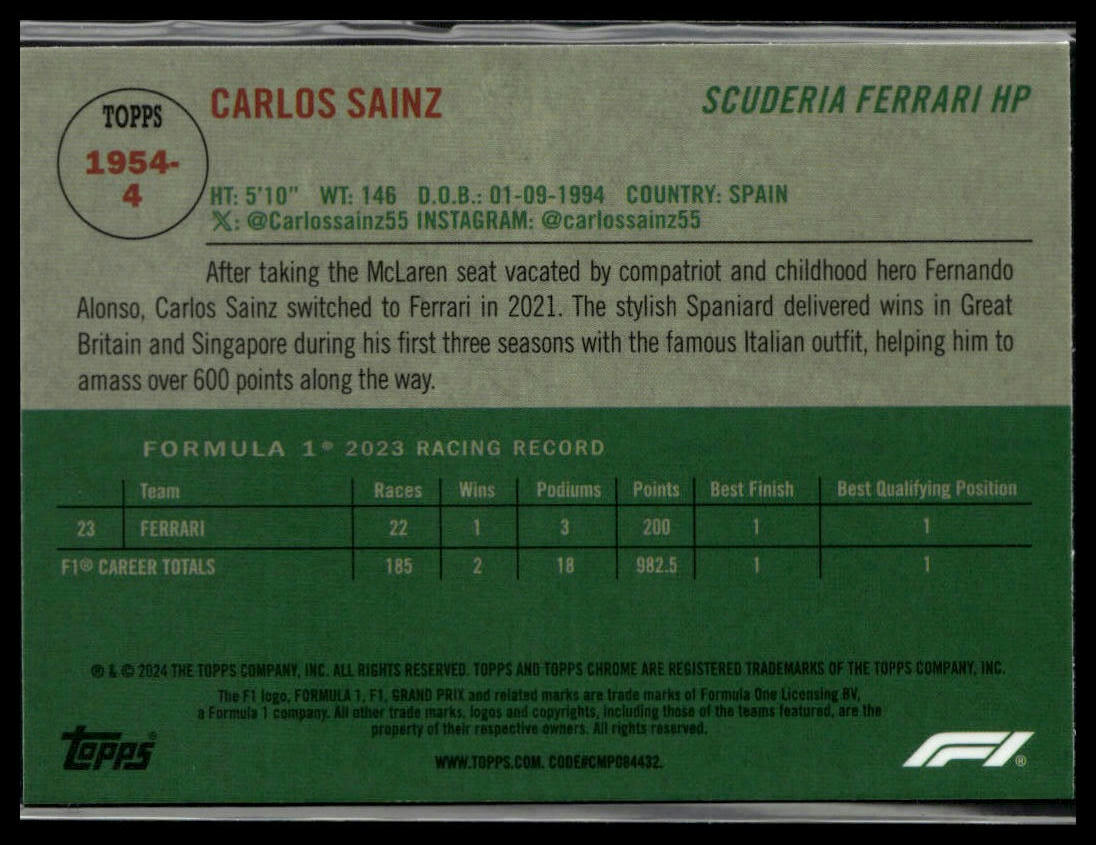 TOPPS
1954-
4
CARLOS SAINZ
SCUDERIA FERRARI HP
HT: 5'10" WT: 146 D.O.B.: 01-09-1994 COUNTRY: SPAIN
𝕏: @Carlossainz55 INSTAGRAM: @carlossainz55
After taking the McLaren seat vacated by compatriot and childhood hero Fernando
Alonso, Carlos Sainz switched to Ferrari in 2021. The stylish Spaniard delivered wins in Great
Britain and Singapore during his first three seasons with the famous Italian outfit, helping him to
amass over 600 points along the way.
FORMULA 1® 2023 RACING RECORD
Team Races Wins Podiums Points Best Finish Best Qualifying Position
23 FERRARI 22 1 3 200 1 1
F1® CAREER TOTALS 185 2 18 982.5 1 1
® & © 2024 THE TOPPS COMPANY, INC. ALL RIGHTS RESERVED. TOPPS AND TOPPS CHROME ARE REGISTERED TRADEMARKS OF THE TOPPS COMPANY, INC.
The F1 logo, FORMULA 1, F1, GRAND PRIX and related marks are trade marks of Formula One Licensing BV,
a Formula 1 company. All other trade marks, logos and copyrights, including those of the teams featured, are the
property of their respective owners. All rights reserved.
WWW.TOPPS.COM. CODE#CMP084432.
topps®
F1®